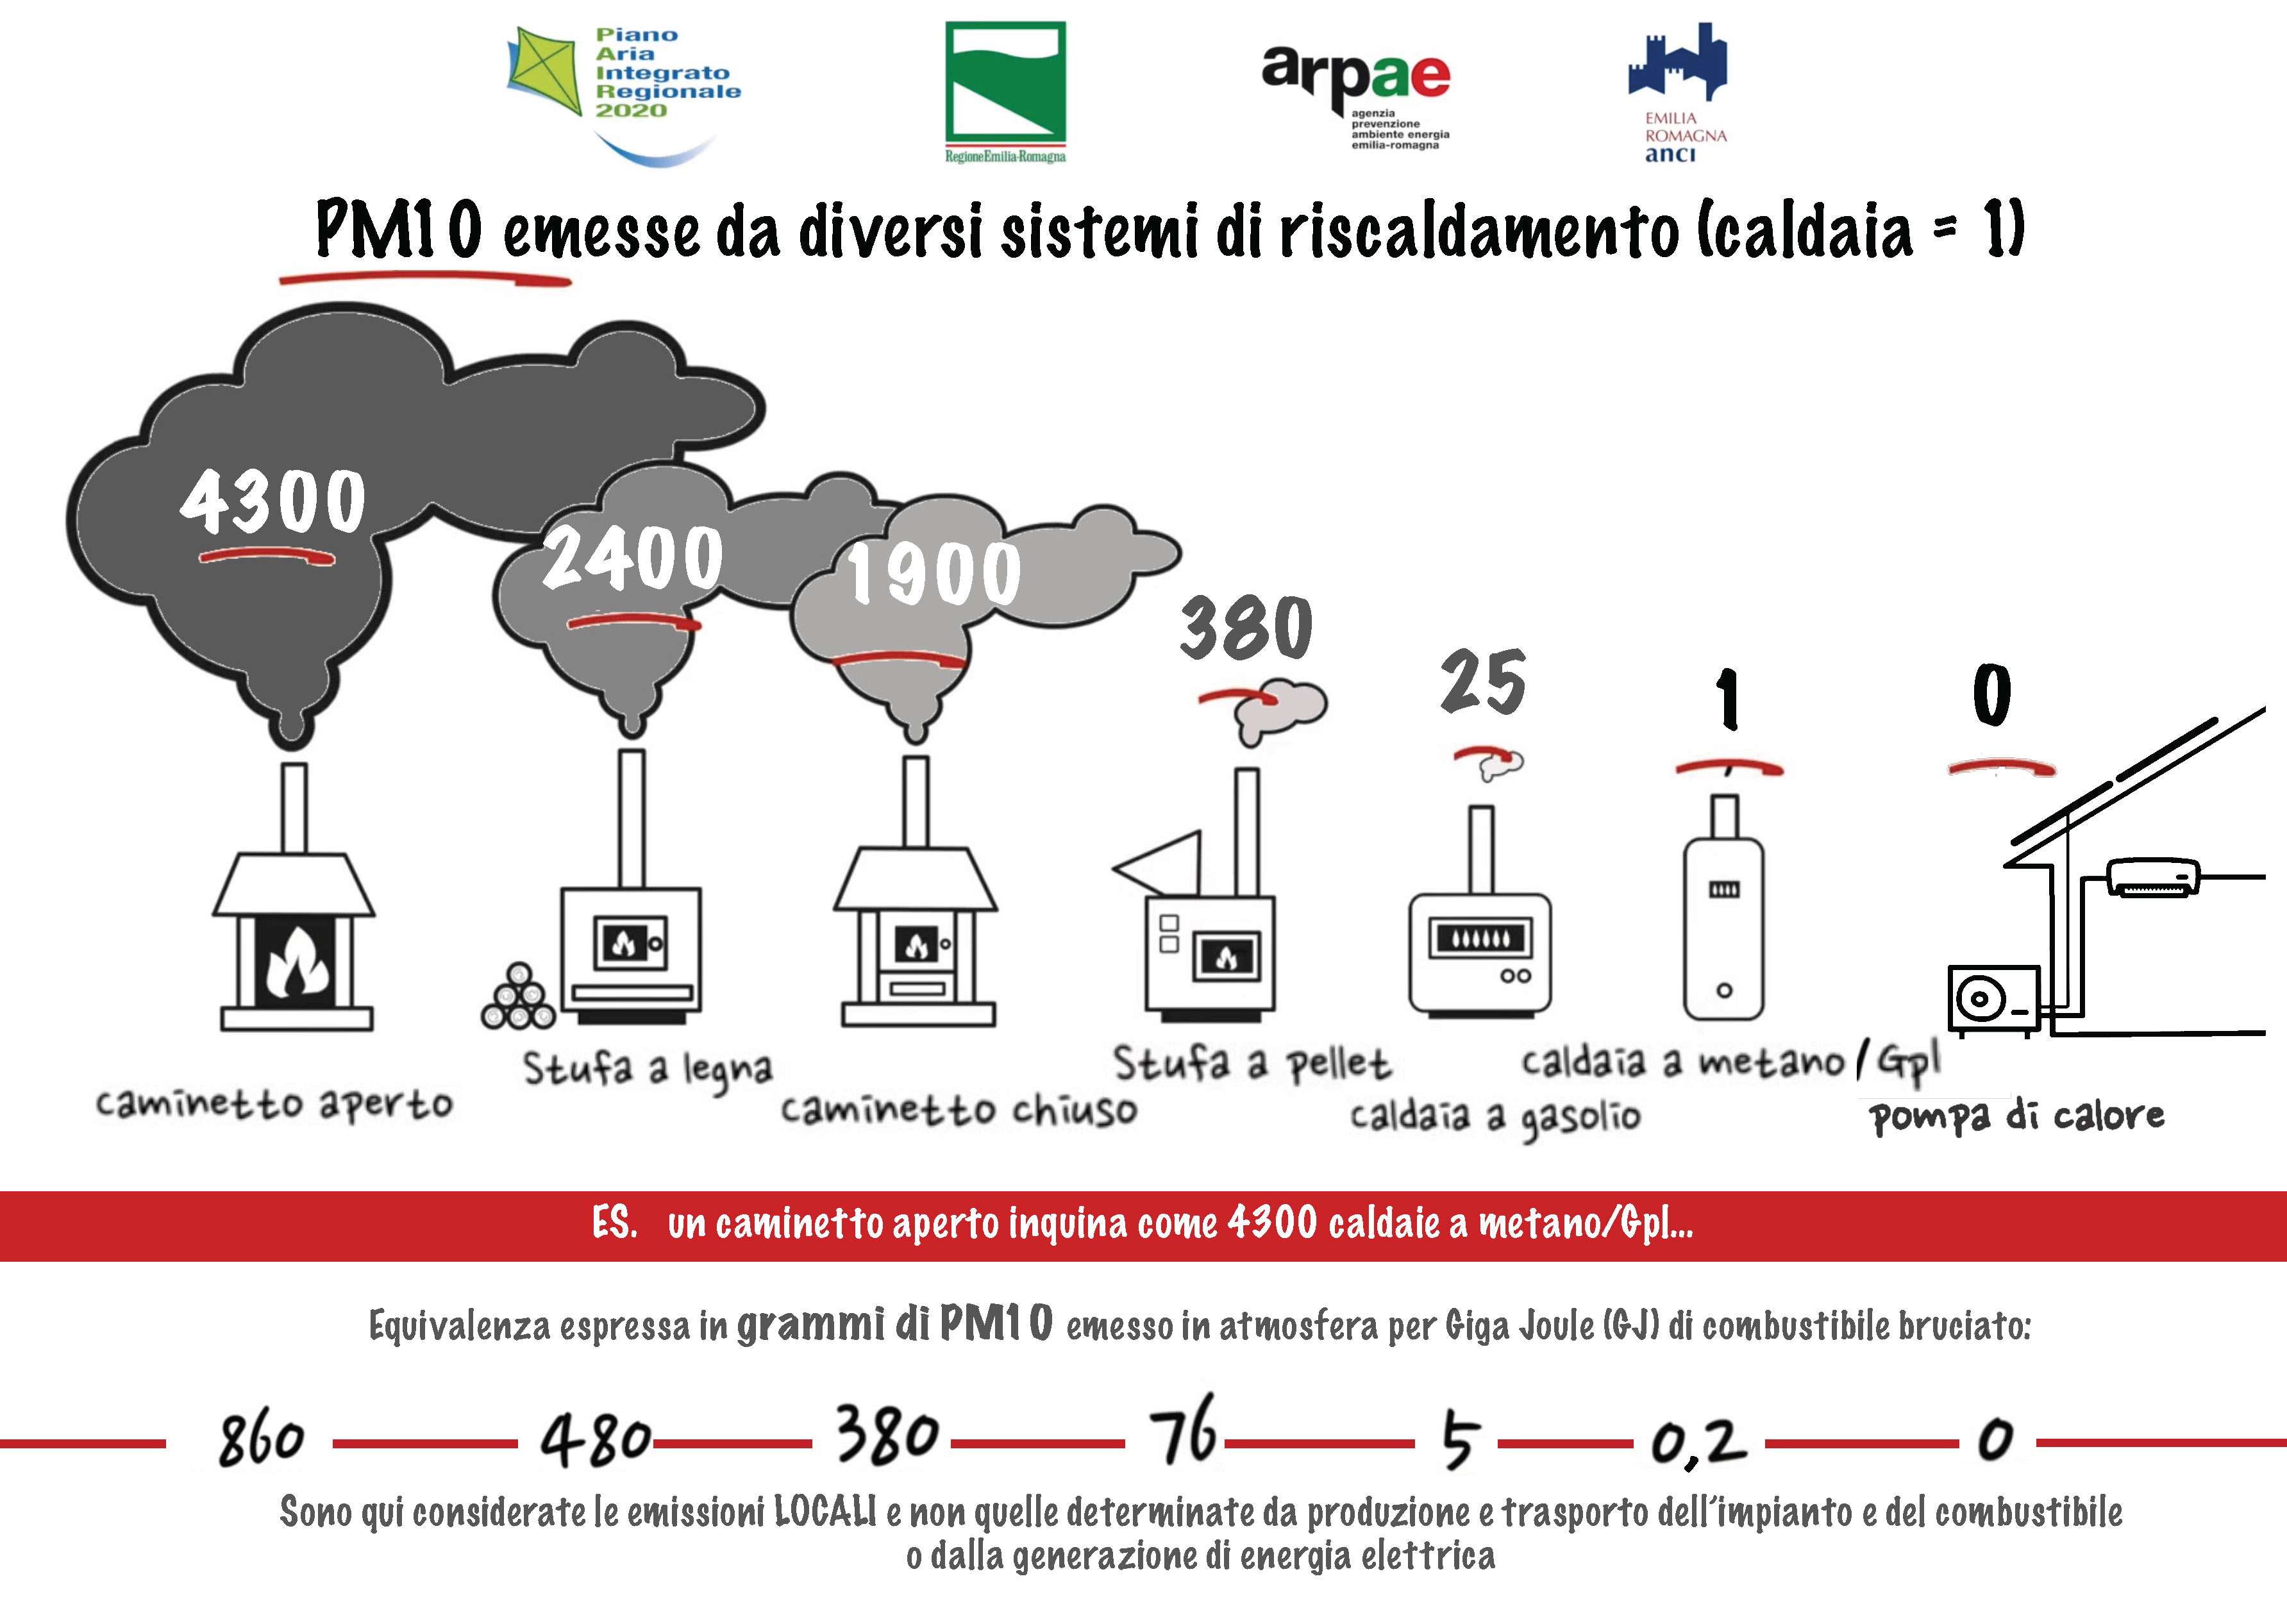 Piano
Aria
Integrato
Regionale
2020
RegioneEmilia-Romagna
arpae
agenzia
prevenzione
ambiente energia
emilia-romagna
EMILIA
ROMAGNA
anci
PM10 emesse da diversi sistemi di riscaldamento (caldaia = 1)
4300
2400
1900
380
25
1
0
caminetto aperto
Stufa a legna
caminetto chiuso
Stufa a pellet
caldaia a gasolio
caldaia a metano / Gpl
pompa di calore
ES. un caminetto aperto inquina come 4300 caldaie a metano/Gpl...
Equivalenza espressa in grammi di PM10 emesso in atmosfera per Giga Joule (GJ) di combustibile bruciato:
860 480 380 76 5 0,2 0
Sono qui considerate le emissioni LOCALI e non quelle determinate da produzione e trasporto dell'impianto e del combustibile
o dalla generazione di energia elettrica